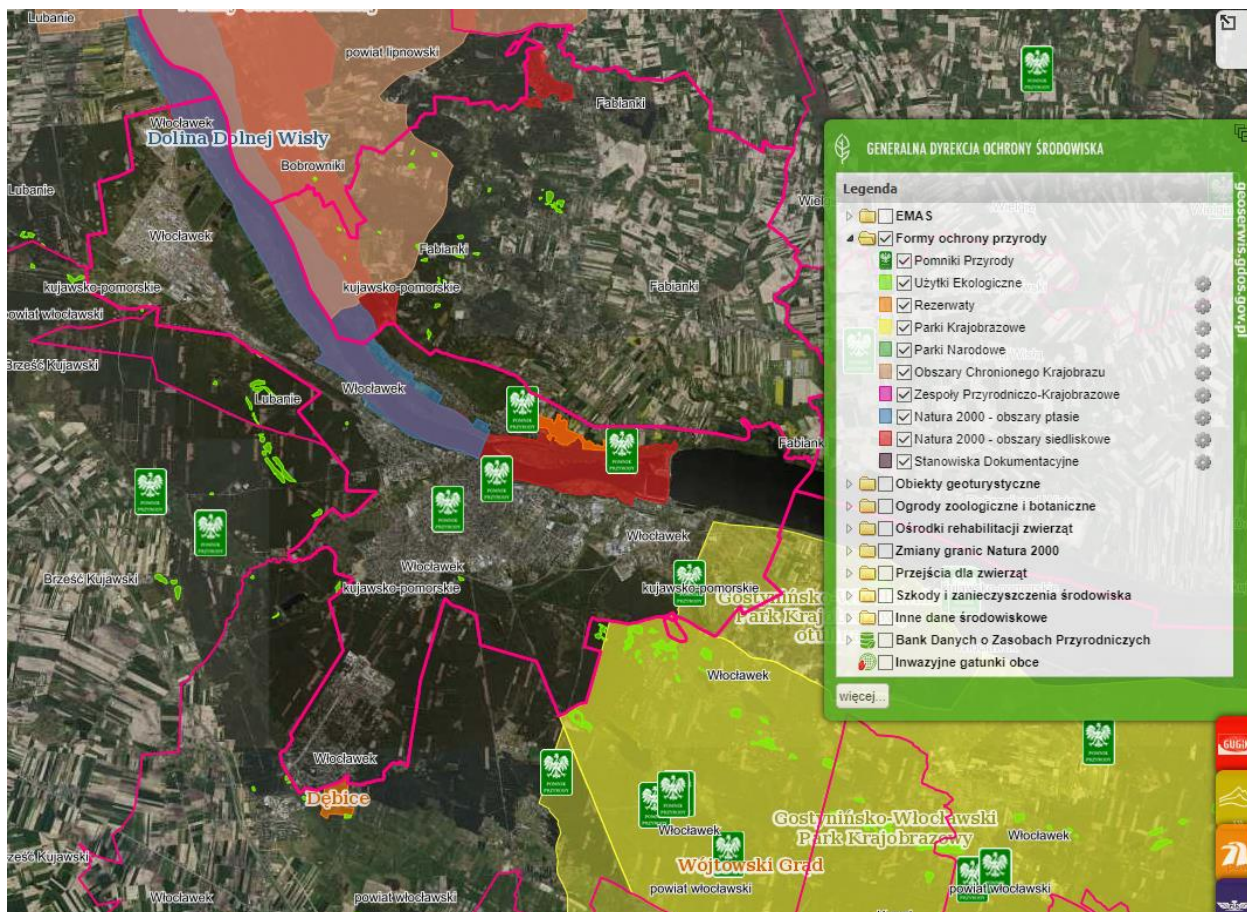 Lubanie
powiat lipnowski
Fabianki
Włocławek
Dolina Dolnej Wisły
Bobrowniki
Lubanie
Włocławek
Fabianki
kujawsko-pomorskie
kujawsko-pomorskie
Fabianki
powiat włocławski
Brześć Kujawski
Włocławek
Lubanie
Fabianki
Włocławek
Włocławek
Brześć Kujawski
kujawsko-pomorskie
kujawsko-pomorskie
Włocławek
Włocławek
Dębice
Gostynińsko-Włocławski
Park Krajobrazowy
Włocławek
Włocławek
Wójtowski Grąd
powiat włocławski
powiat włocławski
Włocławek
powiat włocławski
POMNIK
PRZYRODY
GENERALNA DYREKCJA OCHRONY ŚRODOWISKA
geoserwis.gdos.gov.pl
Legenda
EMAS
Formy ochrony przyrody
Pomniki Przyrody
Użytki Ekologiczne
Rezerwaty
Parki Krajobrazowe
Parki Narodowe
Obszary Chronionego Krajobrazu
Zespoły Przyrodniczo-Krajobrazowe
Natura 2000 - obszary ptasie
Natura 2000 - obszary siedliskowe
Stanowiska Dokumentacyjne
Obiekty geoturystyczne
Ogrody zoologiczne i botaniczne
Ośrodki rehabilitacji zwierząt
Zmiany granic Natura 2000
Przejścia dla zwierząt
Szkody i zanieczyszczenia środowiska
Inne dane środowiskowe
Bank Danych o Zasobach Przyrodniczych
Inwazyjne gatunki obce
więcej...